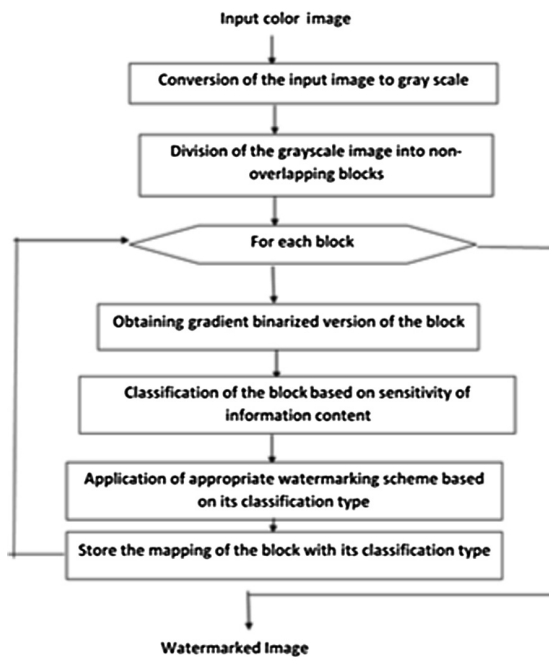 Input color image
Conversion of the input image to gray scale
Division of the grayscale image into non-
overlapping blocks
For each block
Obtaining gradient binarized version of the block
Classification of the block based on sensitivity of
information content
Application of appropriate watermarking scheme based
on its classification type
Store the mapping of the block with its classification type
Watermarked Image